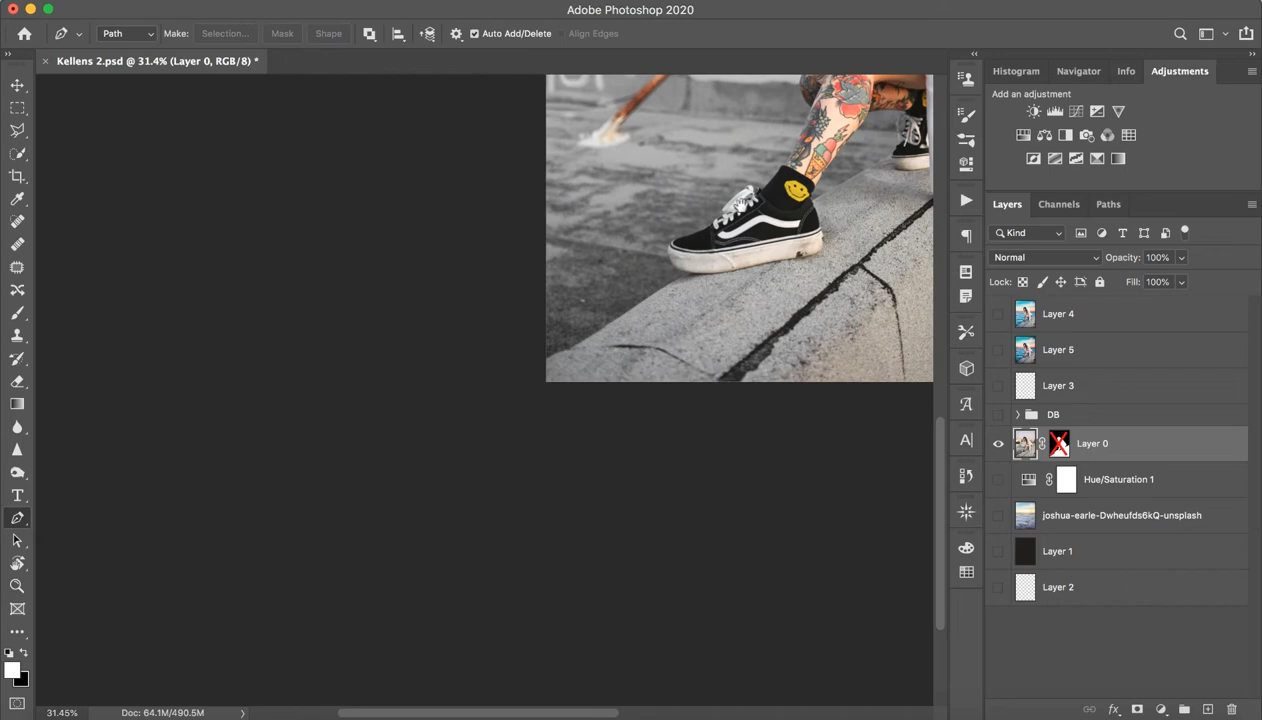 Adobe Photoshop 2020
Path Make: Selection... Mask Shape Auto Add/Delete Align Edges
Kellens 2.psd @ 31.4% (Layer 0, RGB/8) *
Histogram Navigator Info Adjustments
Add an adjustment
Layers Channels Paths
Kind
Normal Opacity: 100%
Lock: Fill: 100%
Layer 4
Layer 5
Layer 3
DB
Layer 0
Hue/Saturation 1
joshua-earle-Dwheufds6kQ-unsplash
Layer 1
Layer 2
31.45% Doc: 64.1M/490.5M